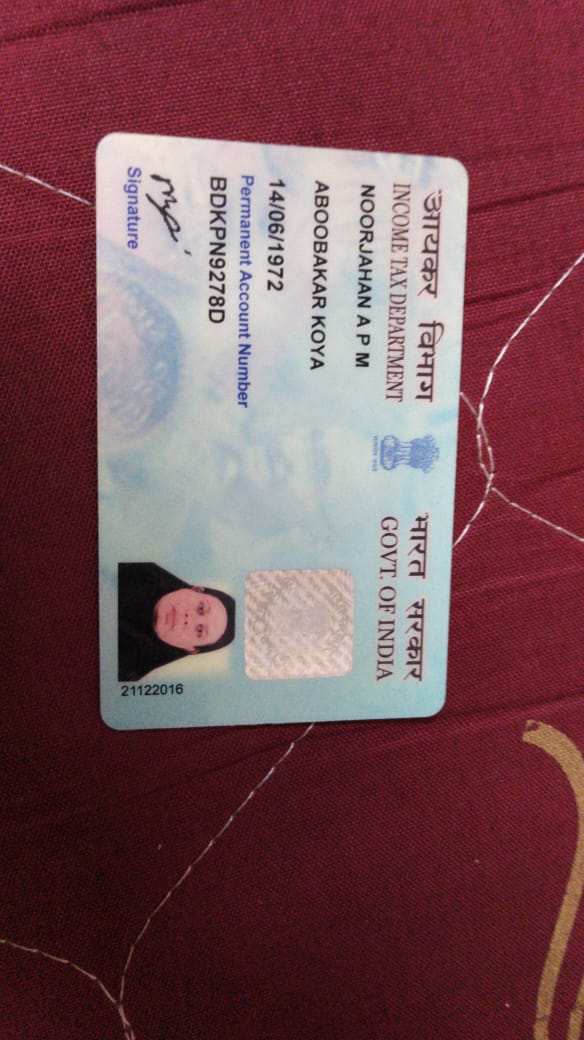 आयकर विभाग
INCOME TAX DEPARTMENT
भारत सरकार
GOVT. OF INDIA
NOORJAHAN A P M
ABOOBAKAR KOYA
14/06/1972
Permanent Account Number
BDKPN9278D
Signature
21122016